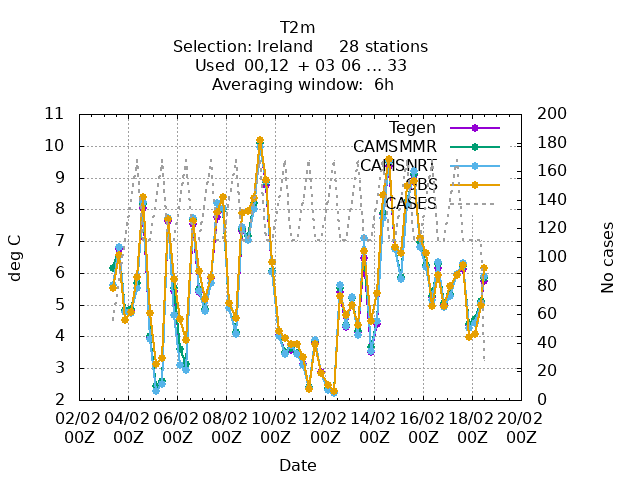 T2m
Selection: Ireland 28 stations
Used 00,12 + 03 06 ... 33
Averaging window: 6h
11
10
9
8
7
6
5
4
3
2
deg C
200
180
160
140
120
100
80
60
40
20
0
No cases
Tegen
CAMSMMR
CAMSNRT
OBS
CASES
02/02 04/02 06/02 08/02 10/02 12/02 14/02 16/02 18/02 20/02
00Z 00Z 00Z 00Z 00Z 00Z 00Z 00Z 00Z 00Z
Date